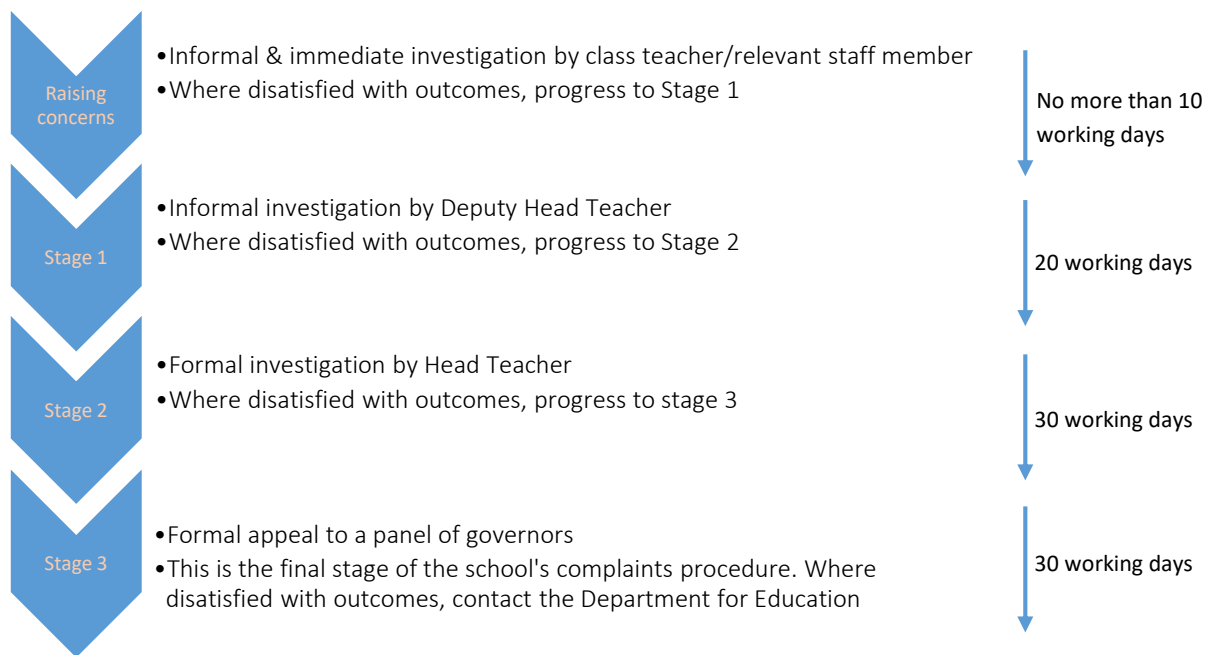 Raising
concerns
•Informal & immediate investigation by class teacher/relevant staff member
•Where disatisfied with outcomes, progress to Stage 1
No more than 10
working days
Stage 1
•Informal investigation by Deputy Head Teacher
•Where disatisfied with outcomes, progress to Stage 2
20 working days
Stage 2
•Formal investigation by Head Teacher
•Where disatisfied with outcomes, progress to stage 3
30 working days
Stage 3
•Formal appeal to a panel of governors
•This is the final stage of the school's complaints procedure. Where
disatisfied with outcomes, contact the Department for Education
30 working days